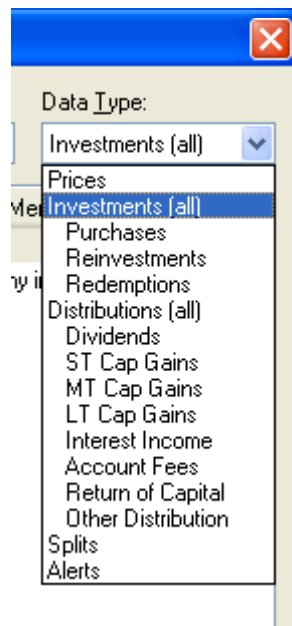 Data Type:
Investments (all)
Prices
Investments (all)
Purchases
Reinvestments
Redemptions
Distributions (all)
Dividends
ST Cap Gains
MT Cap Gains
LT Cap Gains
Interest Income
Account Fees
Return of Capital
Other Distribution
Splits
Alerts